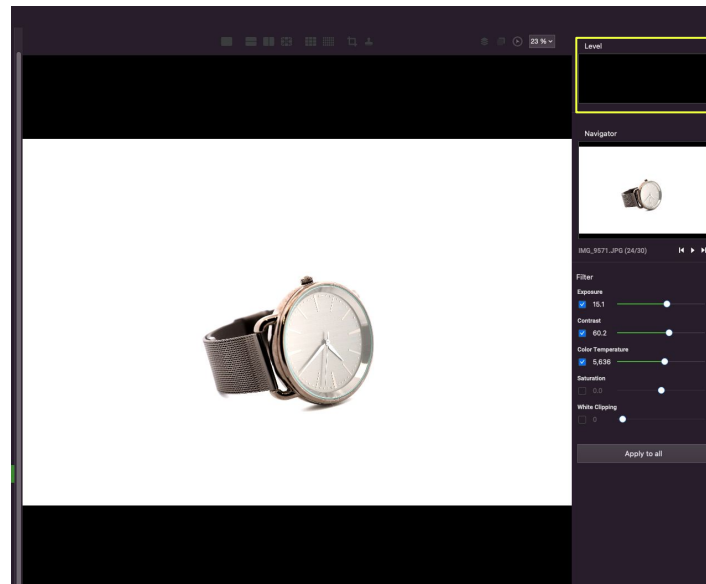 23 %
Level
Navigator
IMG_9571.JPG (24/30)
Filter
Exposure
15.1
Contrast
60.2
Color Temperature
5,636
Saturation
0.0
White Clipping
0
Apply to all